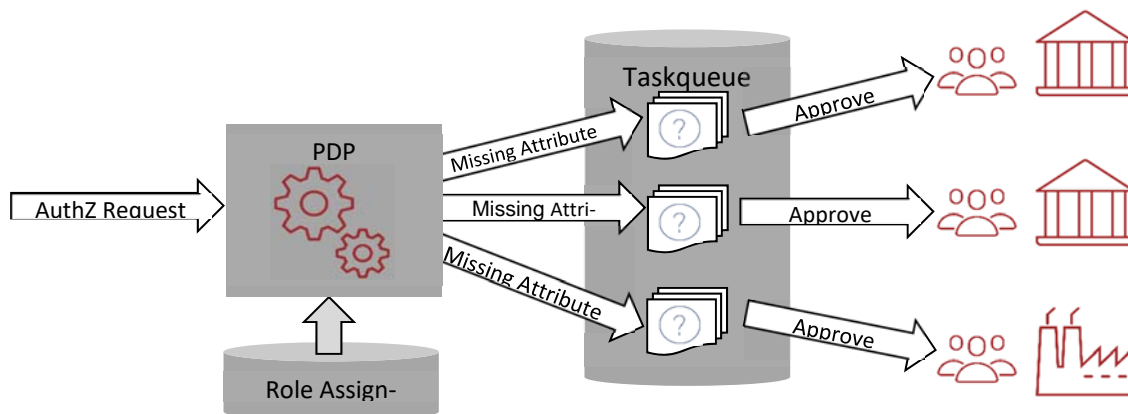 Taskqueue
Approve
Missing Attribute
?
PDP
AuthZ Request
Missing Attri-
?
Approve
Missing Attribute
?
Approve
Role Assign-